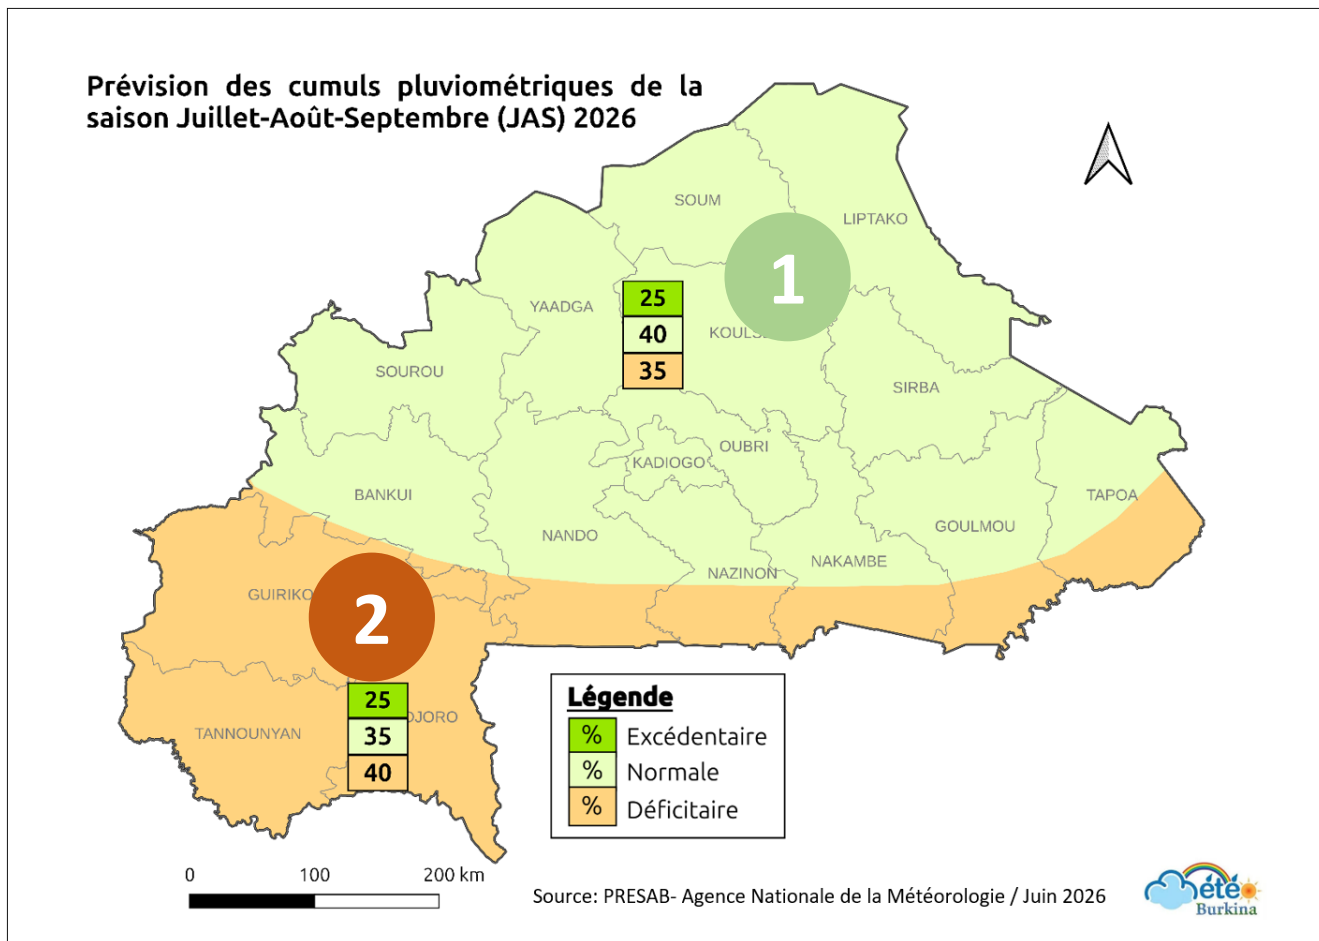 Prévision des cumuls pluviométriques de la
saison Juillet-Août-Septembre (JAS) 2026
SOUM
LIPTAKO
1
YAADGA
25
40
35
SOUROU
SIRBA
OUBRI
KADIOGO
BANKUI
TAPOA
GOULMOU
NANDO
NAKAMBE
NAZINON
GUIRIKO
2
25
35
40
TANNOUNYAN
Légende
% Excédentaire
% Normale
% Déficitaire
0 100 200 km
Source: PRESAB- Agence Nationale de la Météorologie / Juin 2026
été
Burkina